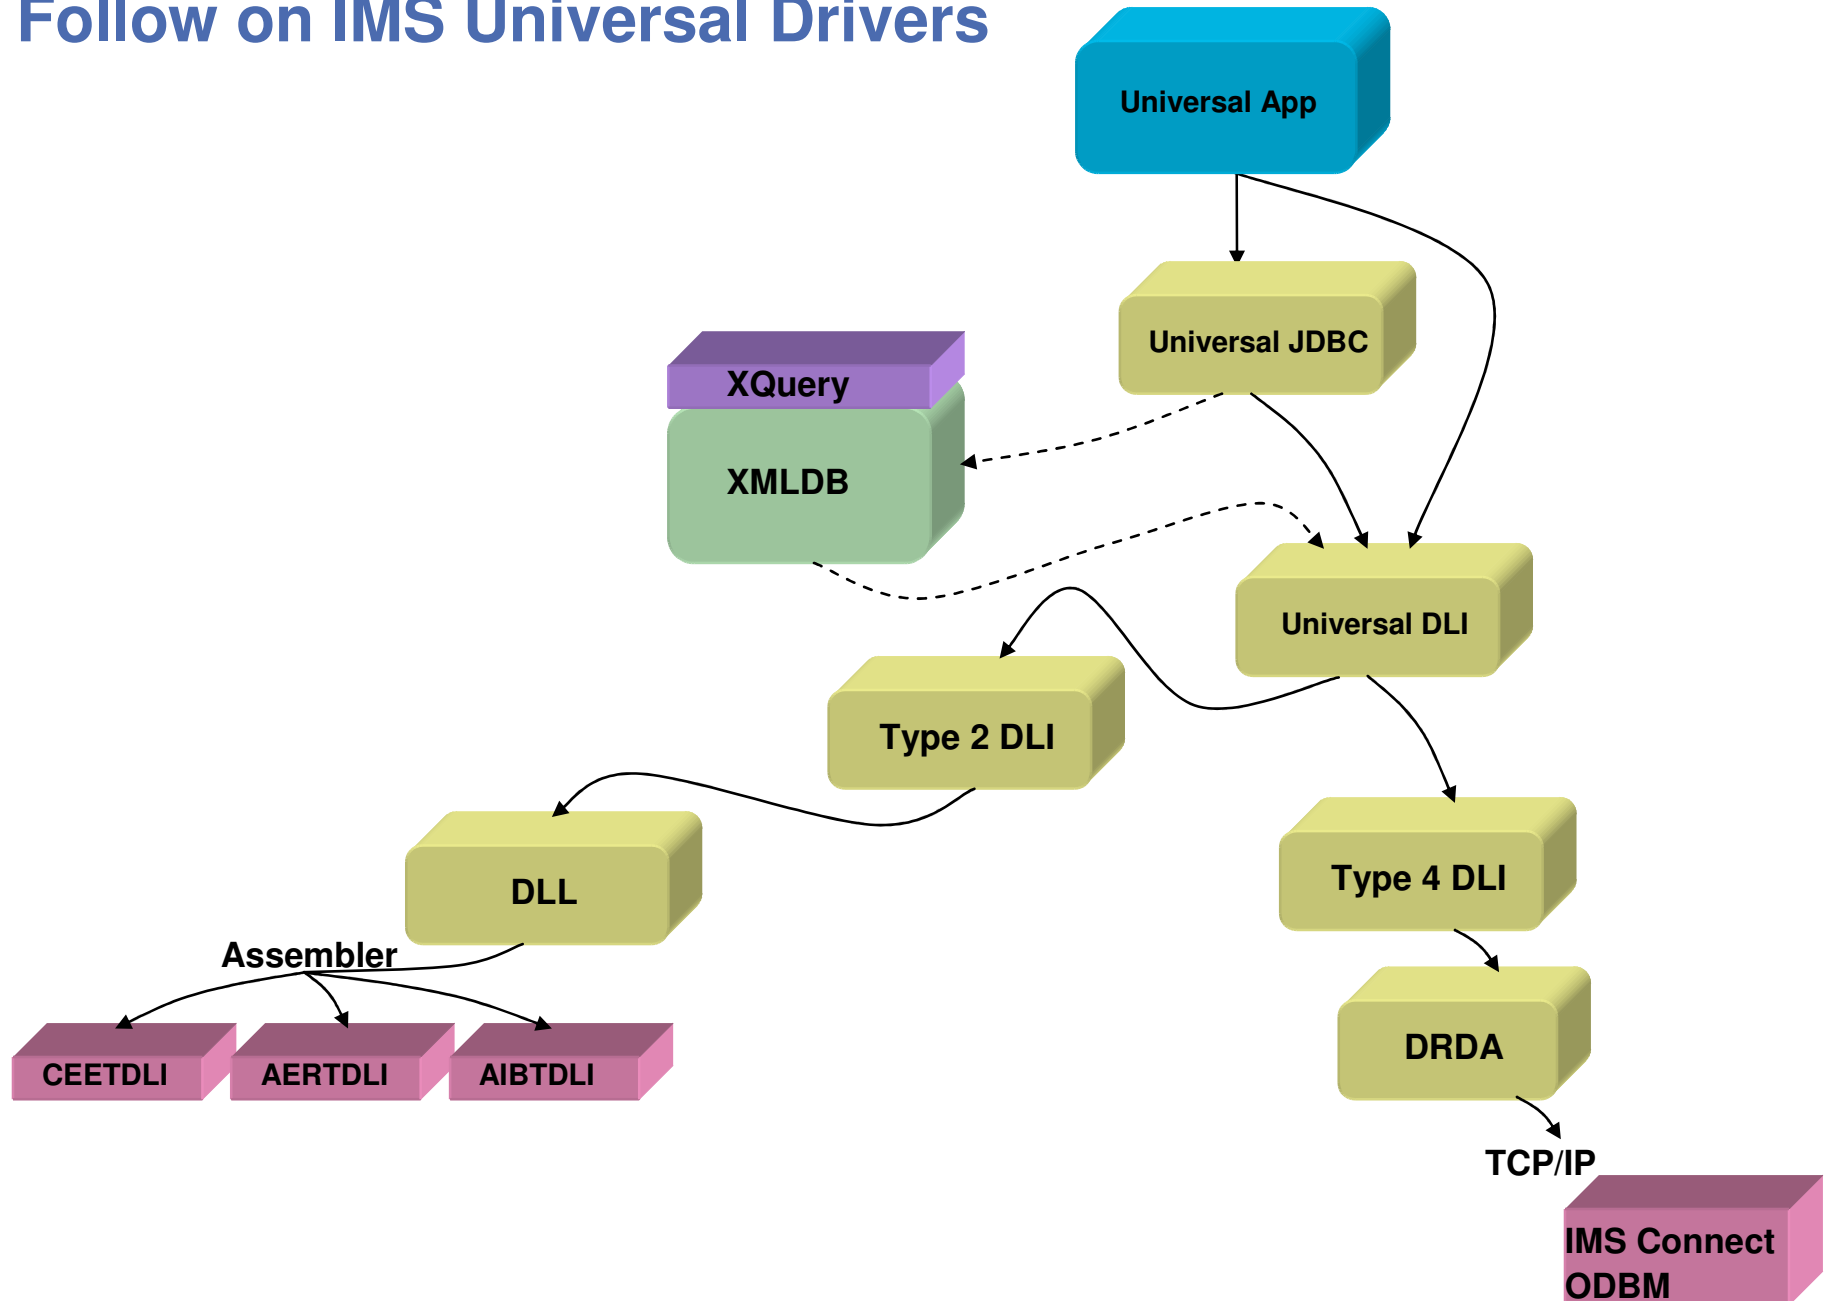 Follow on IMS Universal Drivers
Universal App
Universal JDBC
XQuery
XMLDB
Universal DLI
Type 2 DLI
DLL
Type 4 DLI
Assembler
DRDA
CEETDLI
AERTDLI
AIBTDLI
TCP/IP
IMS Connect
ODBM